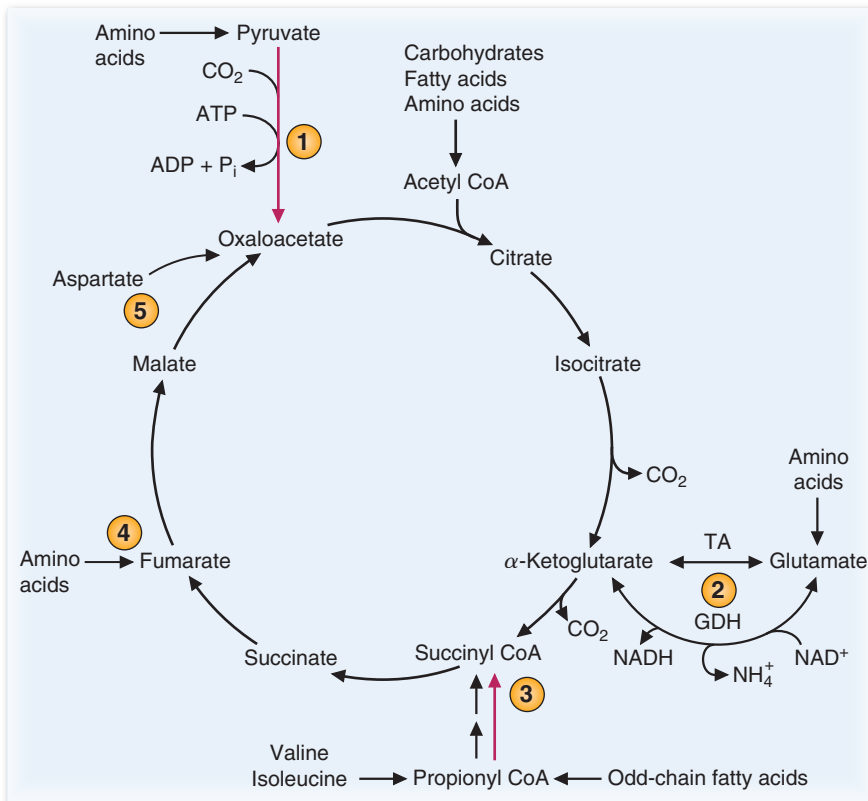 Amino
acids
Pyruvate
CO₂
ATP
ADP + Pᵢ
1
Carbohydrates
Fatty acids
Amino acids
Acetyl CoA
Oxaloacetate
Citrate
Aspartate
5
Malate
Isocitrate
CO₂
Amino
acids
4
Amino
acids
Fumarate
α-Ketoglutarate
TA
Glutamate
2
GDH
CO₂
NADH
NH₄⁺
NAD⁺
Succinate
Succinyl CoA
3
Valine
Isoleucine
Propionyl CoA
Odd-chain fatty acids